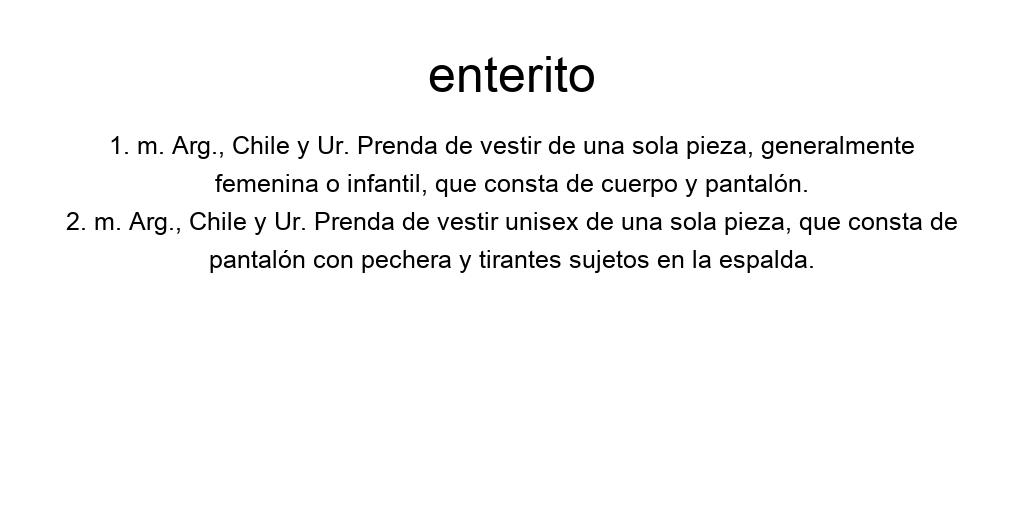 enterito
1. m. Arg., Chile y Ur. Prenda de vestir de una sola pieza, generalmente
femenina o infantil, que consta de cuerpo y pantalón.
2. m. Arg., Chile y Ur. Prenda de vestir unisex de una sola pieza, que consta de
pantalón con pechera y tirantes sujetos en la espalda.